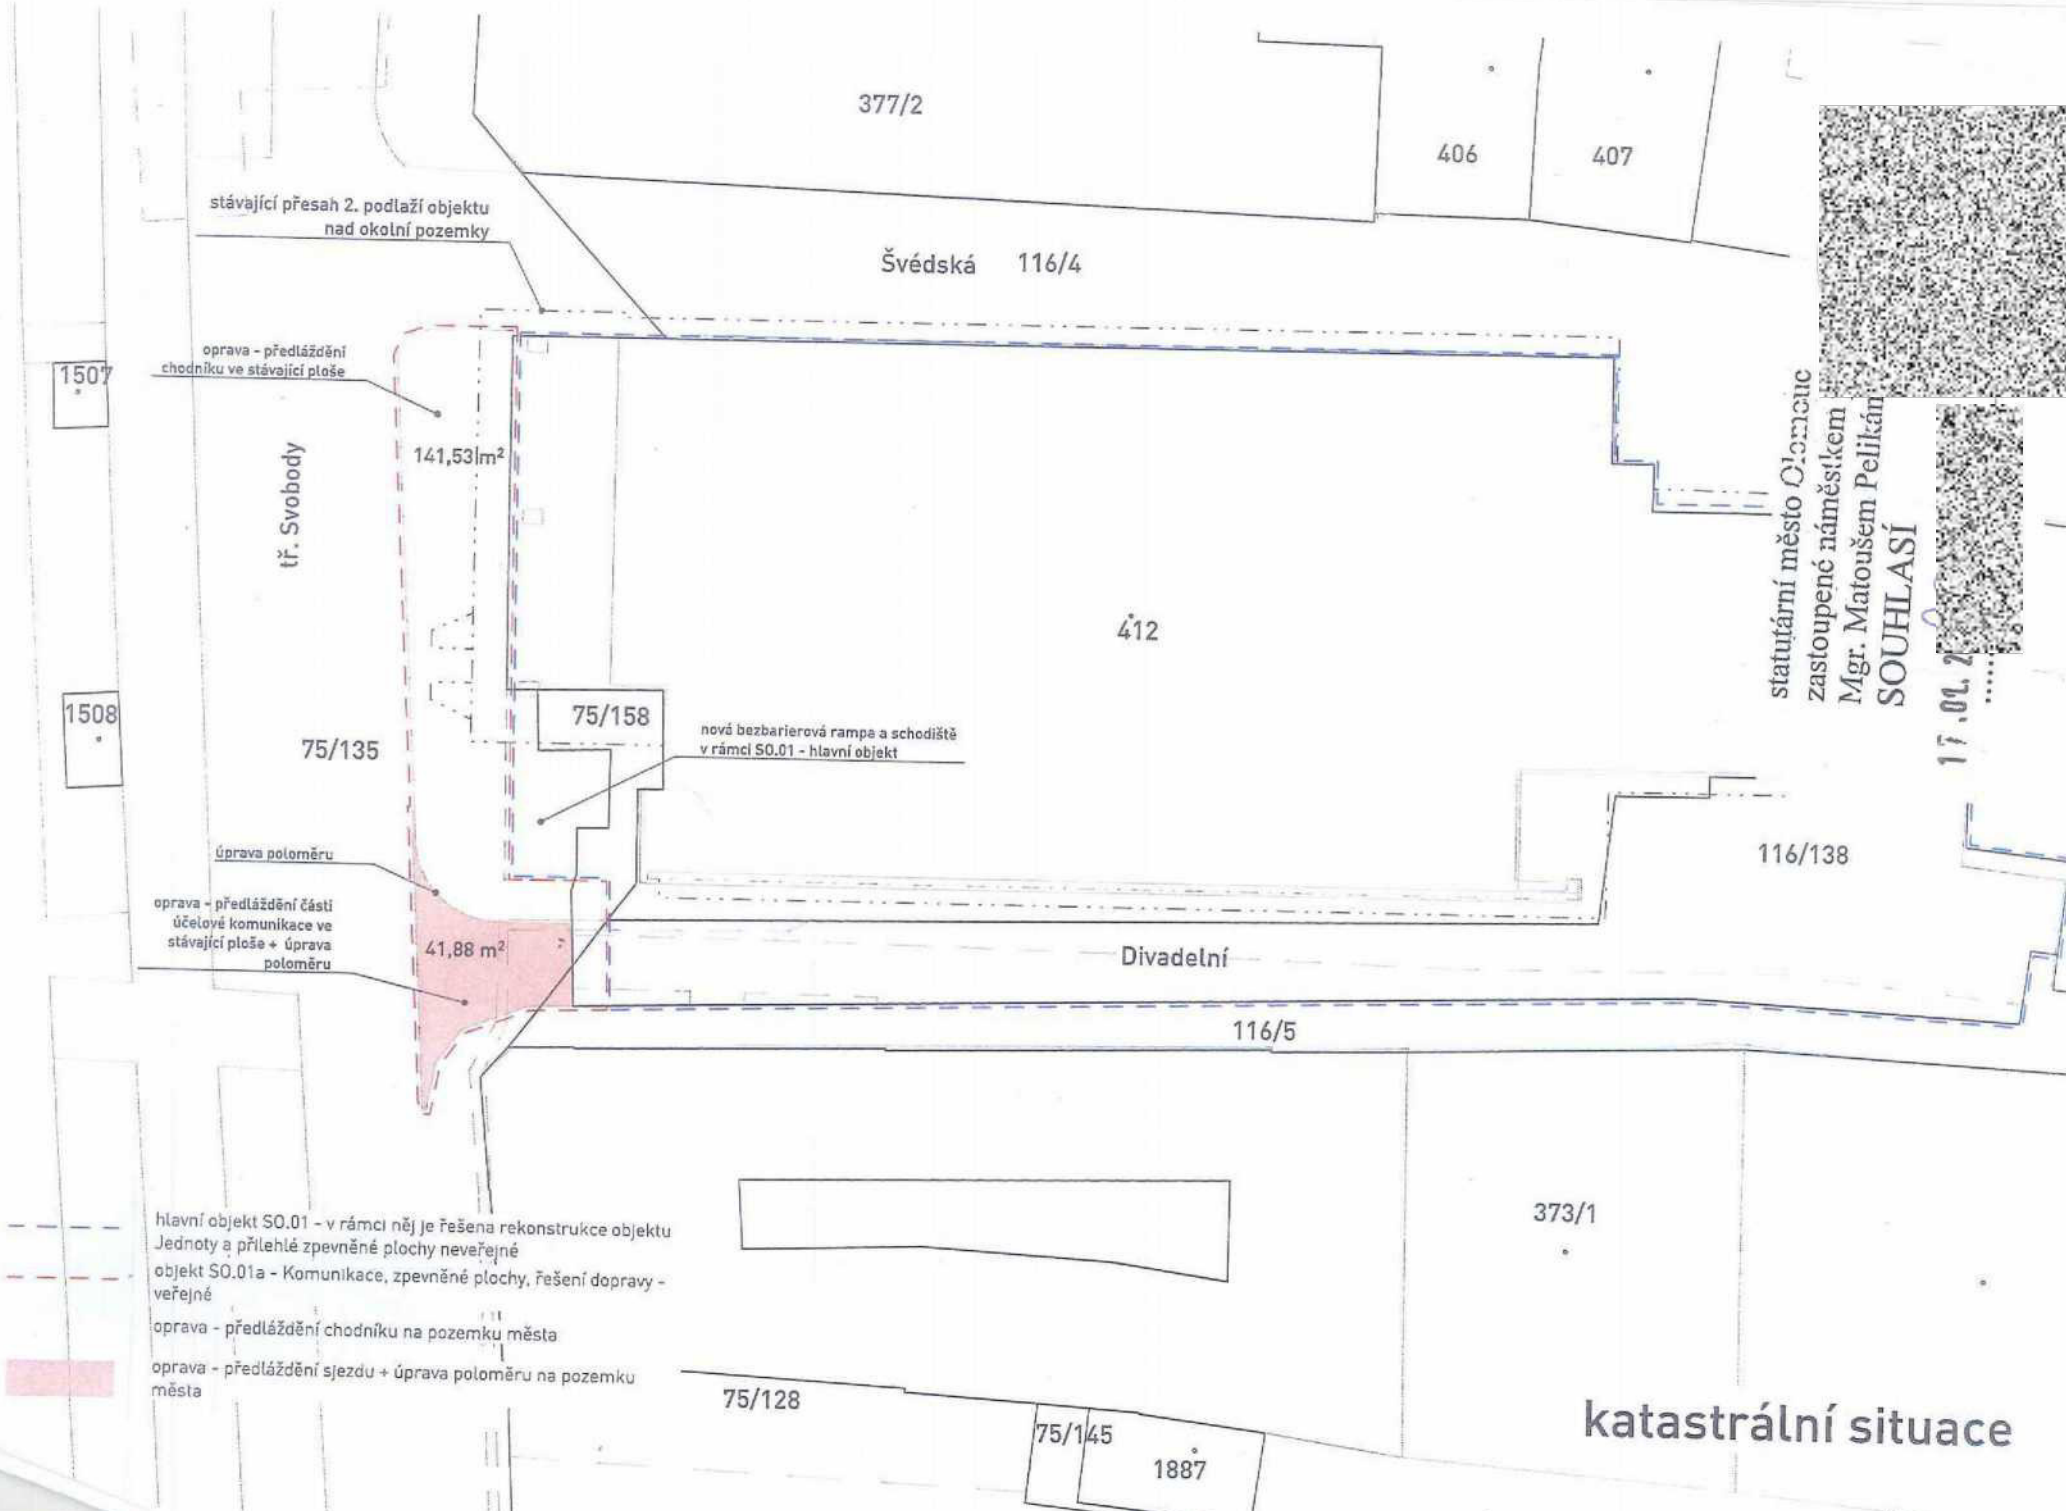 377/2
406
407
stávající přesah 2. podlaží objektu
nad okolní pozemky
Švédská 116/4
oprava - předláždění
chodníku ve stávající ploše
1507
141,53 m²
tř. Svobody
412
statutární město Olomouc
zastoupené náměstkem
Mgr. Matoušem Pelikán
SOUHLASÍ
1508
75/158
75/135
nová bezbarierová rampa a schodiště
v rámci SO.01 - hlavní objekt
úprava poloměru
116/138
oprava - předláždění části
účelové komunikace ve
stávající ploše + úprava
poloměru
41,88 m²
Divadelní
116/5
373/1
hlavní objekt SO.01 - v rámci něj je řešena rekonstrukce objektu
Jednoty a přilehlé zpevněné plochy neveřejné
objekt SO.01a - Komunikace, zpevněné plochy, řešení dopravy -
veřejné
oprava - předláždění chodníku na pozemku města
oprava - předláždění sjezdu + úprava poloměru na pozemku
města
75/128
75/145
1887
katastrální situace